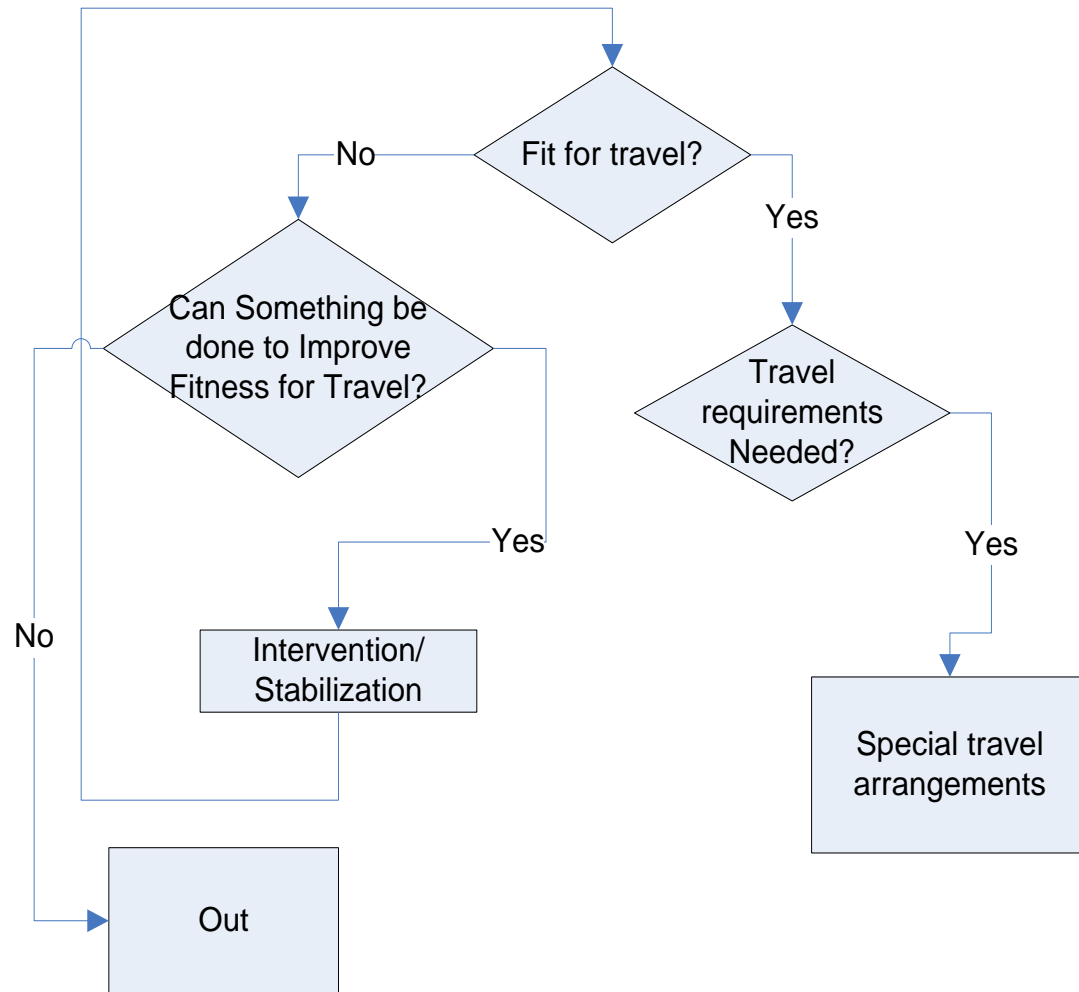 Fit for travel?
No
Yes
Can Something be
done to Improve
Fitness for Travel?
Travel
requirements
Needed?
Yes
Yes
No
Intervention/
Stabilization
Special travel
arrangements
Out